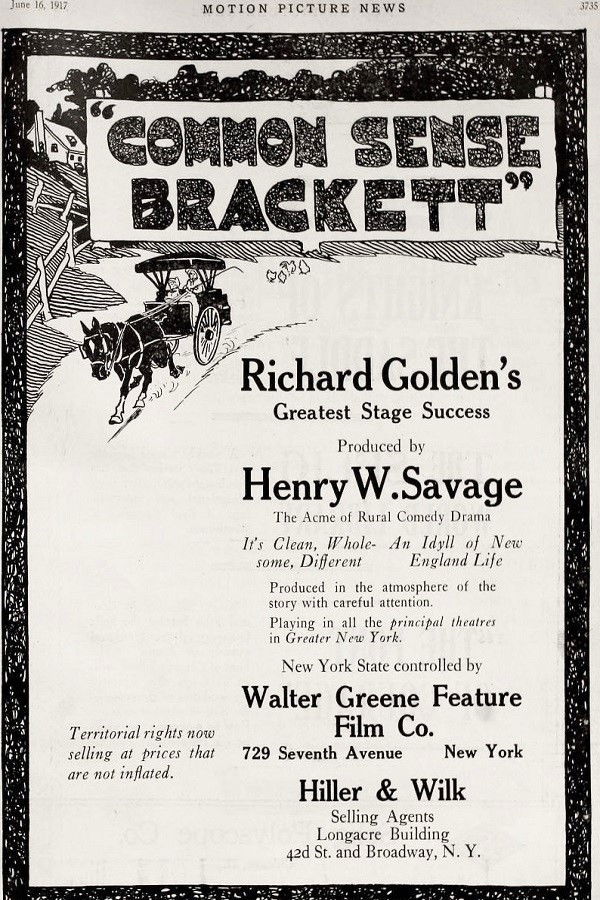 June 16, 1917
MOTION PICTURE NEWS
3735
"COMMON SENSE
BRACKETT"
Richard Golden's
Greatest Stage Success
Produced by
Henry W. Savage
The Acme of Rural Comedy Drama
It's Clean, Whole-
some, Different
An Idyll of New
England Life
Produced in the atmosphere of the
story with careful attention.
Playing in all the principal theatres
in Greater New York.
New York State controlled by
Walter Greene Feature
Film Co.
729 Seventh Avenue New York
Territorial rights now
selling at prices that
are not inflated.
Hiller & Wilk
Selling Agents
Longacre Building
42d St. and Broadway, N. Y.